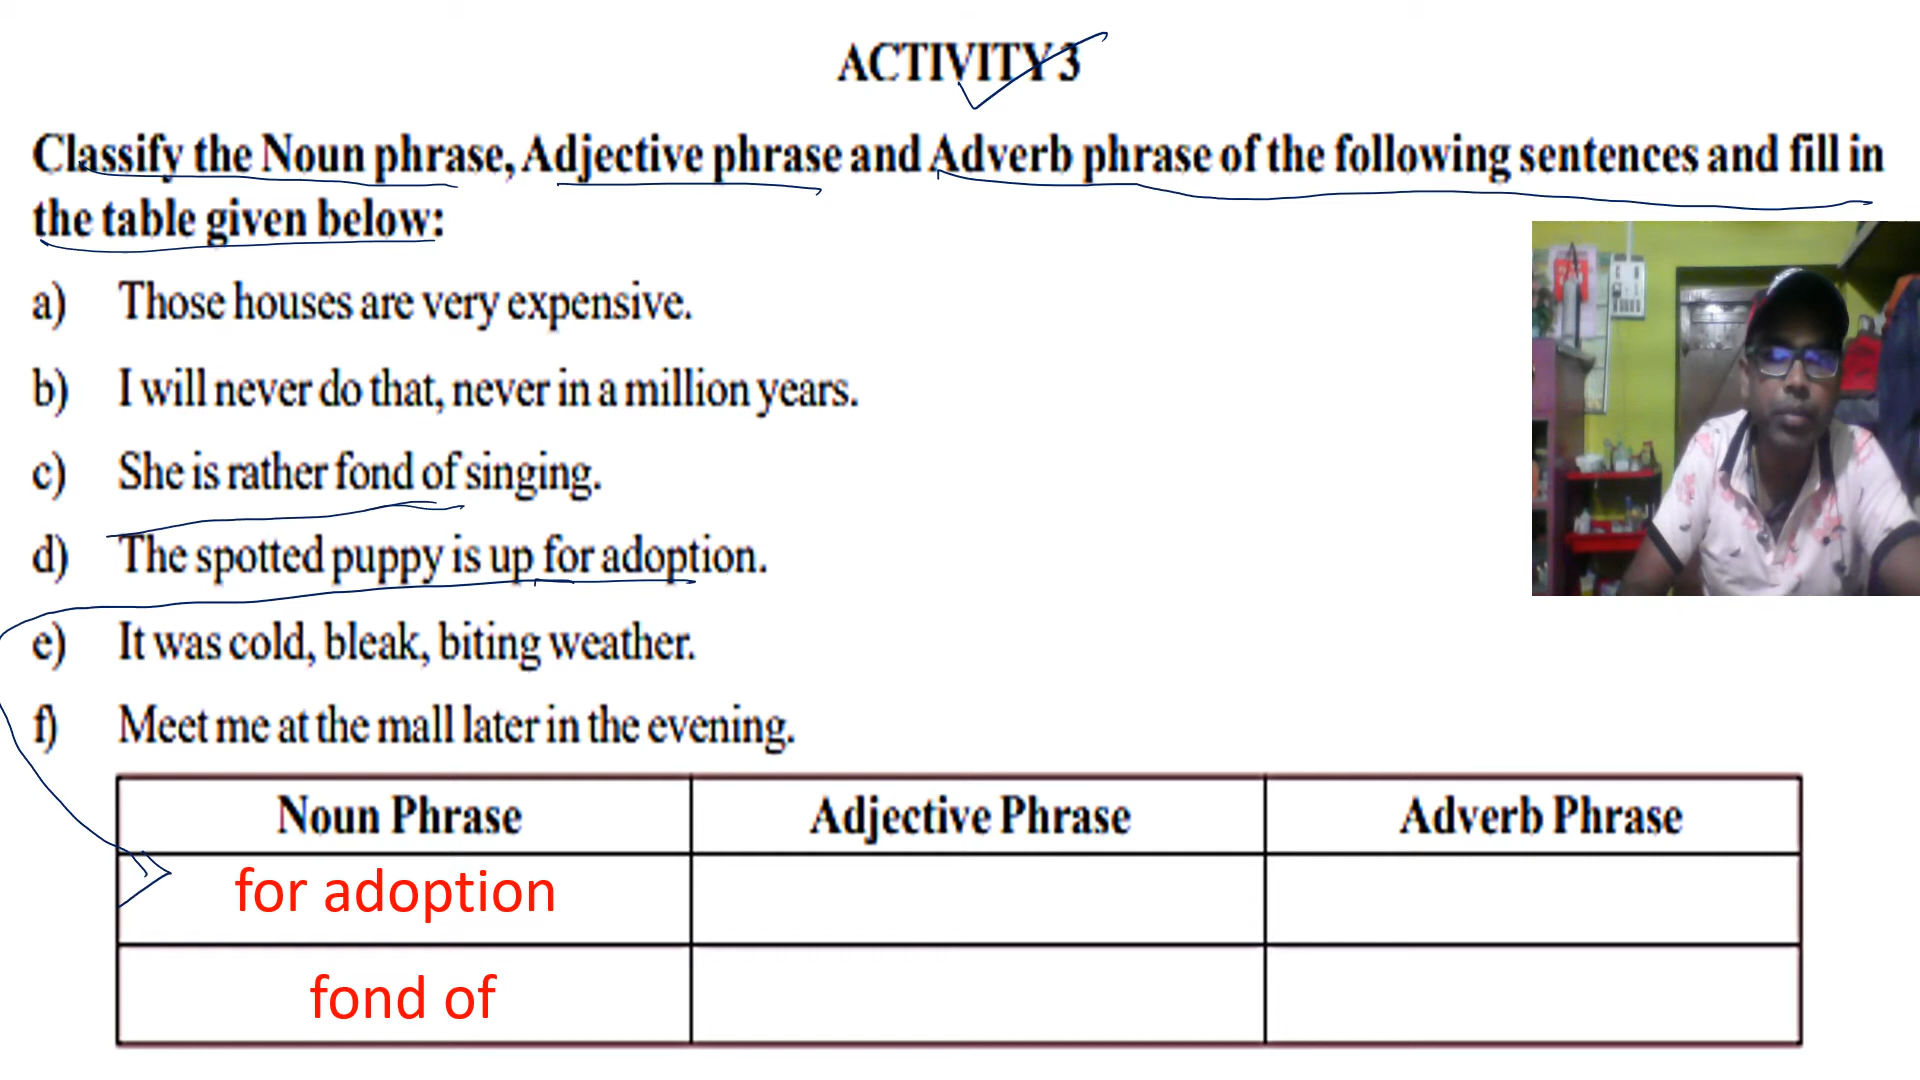 ACTIVITY 3
Classify the Noun phrase, Adjective phrase and Adverb phrase of the following sentences and fill in
the table given below:
a) Those houses are very expensive.
b) I will never do that, never in a million years.
c) She is rather fond of singing.
d) The spotted puppy is up for adoption.
e) It was cold, bleak, biting weather.
f) Meet me at the mall later in the evening.
Noun Phrase Adjective Phrase Adverb Phrase
for adoption
fond of